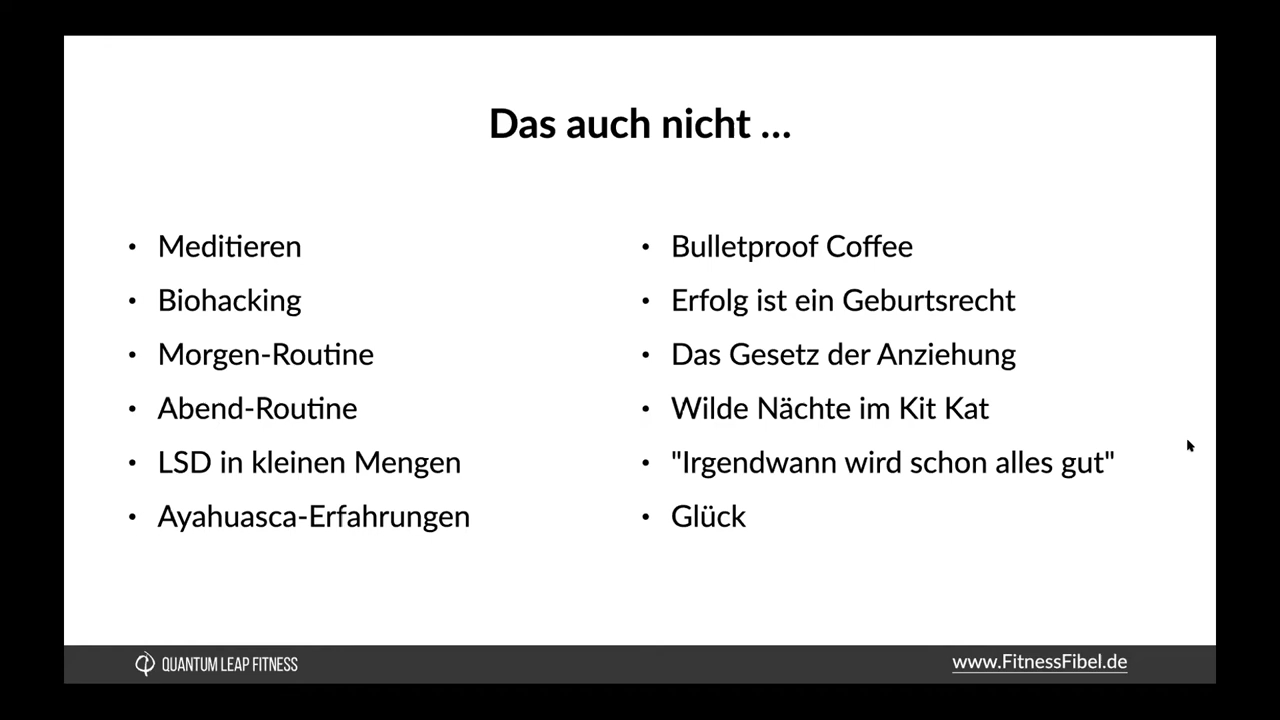 Das auch nicht ...
• Meditieren
• Biohacking
• Morgen-Routine
• Abend-Routine
• LSD in kleinen Mengen
• Ayahuasca-Erfahrungen
• Bulletproof Coffee
• Erfolg ist ein Geburtsrecht
• Das Gesetz der Anziehung
• Wilde Nächte im Kit Kat
• "Irgendwann wird schon alles gut"
• Glück
QUANTUM LEAP FITNESS
www.FitnessFibel.de